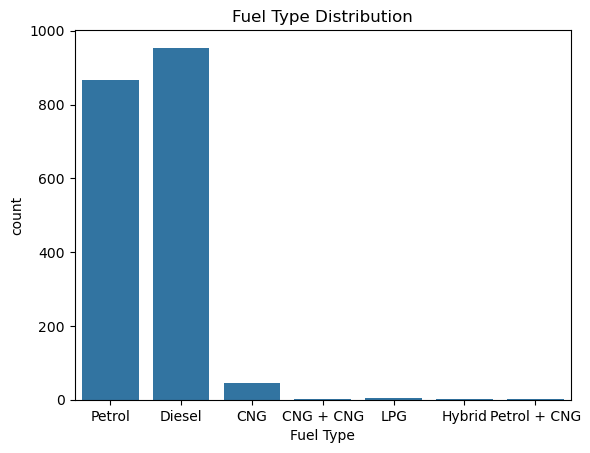 Fuel Type Distribution
1000
800
600
400
200
0
count
Petrol Diesel CNG CNG + CNG LPG Hybrid Petrol + CNG
Fuel Type